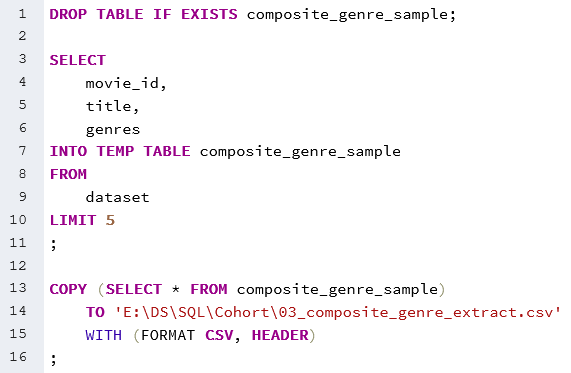 1 DROP TABLE IF EXISTS composite_genre_sample;
2
3 SELECT
4     movie_id,
5     title,
6     genres
7 INTO TEMP TABLE composite_genre_sample
8 FROM
9     dataset
10 LIMIT 5
11 ;
12
13 COPY (SELECT * FROM composite_genre_sample)
14     TO 'E:\DS\SQL\Cohort\03_composite_genre_extract.csv'
15     WITH (FORMAT CSV, HEADER)
16 ;